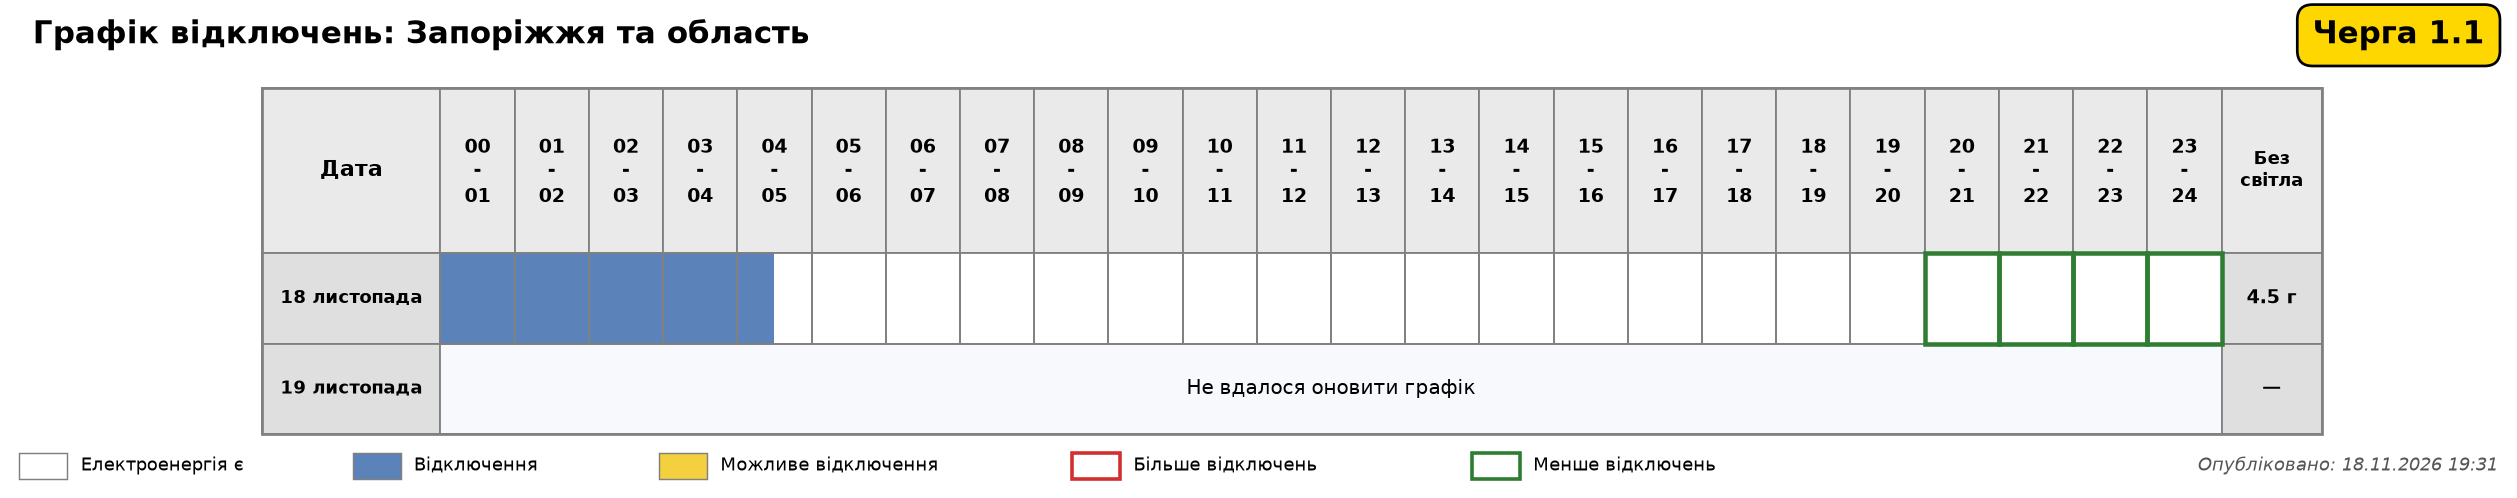 Графік відключень: Запоріжжя та область
Черга 1.1
Дата
00 - 01
01 - 02
02 - 03
03 - 04
04 - 05
05 - 06
06 - 07
07 - 08
08 - 09
09 - 10
10 - 11
11 - 12
12 - 13
13 - 14
14 - 15
15 - 16
16 - 17
17 - 18
18 - 19
19 - 20
20 - 21
21 - 22
22 - 23
23 - 24
Без
світла
18 листопада
4.5 г
19 листопада
Не вдалося оновити графік
—
Електроенергія є
Відключення
Можливе відключення
Більше відключень
Менше відключень
Опубліковано: 18.11.2026 19:31